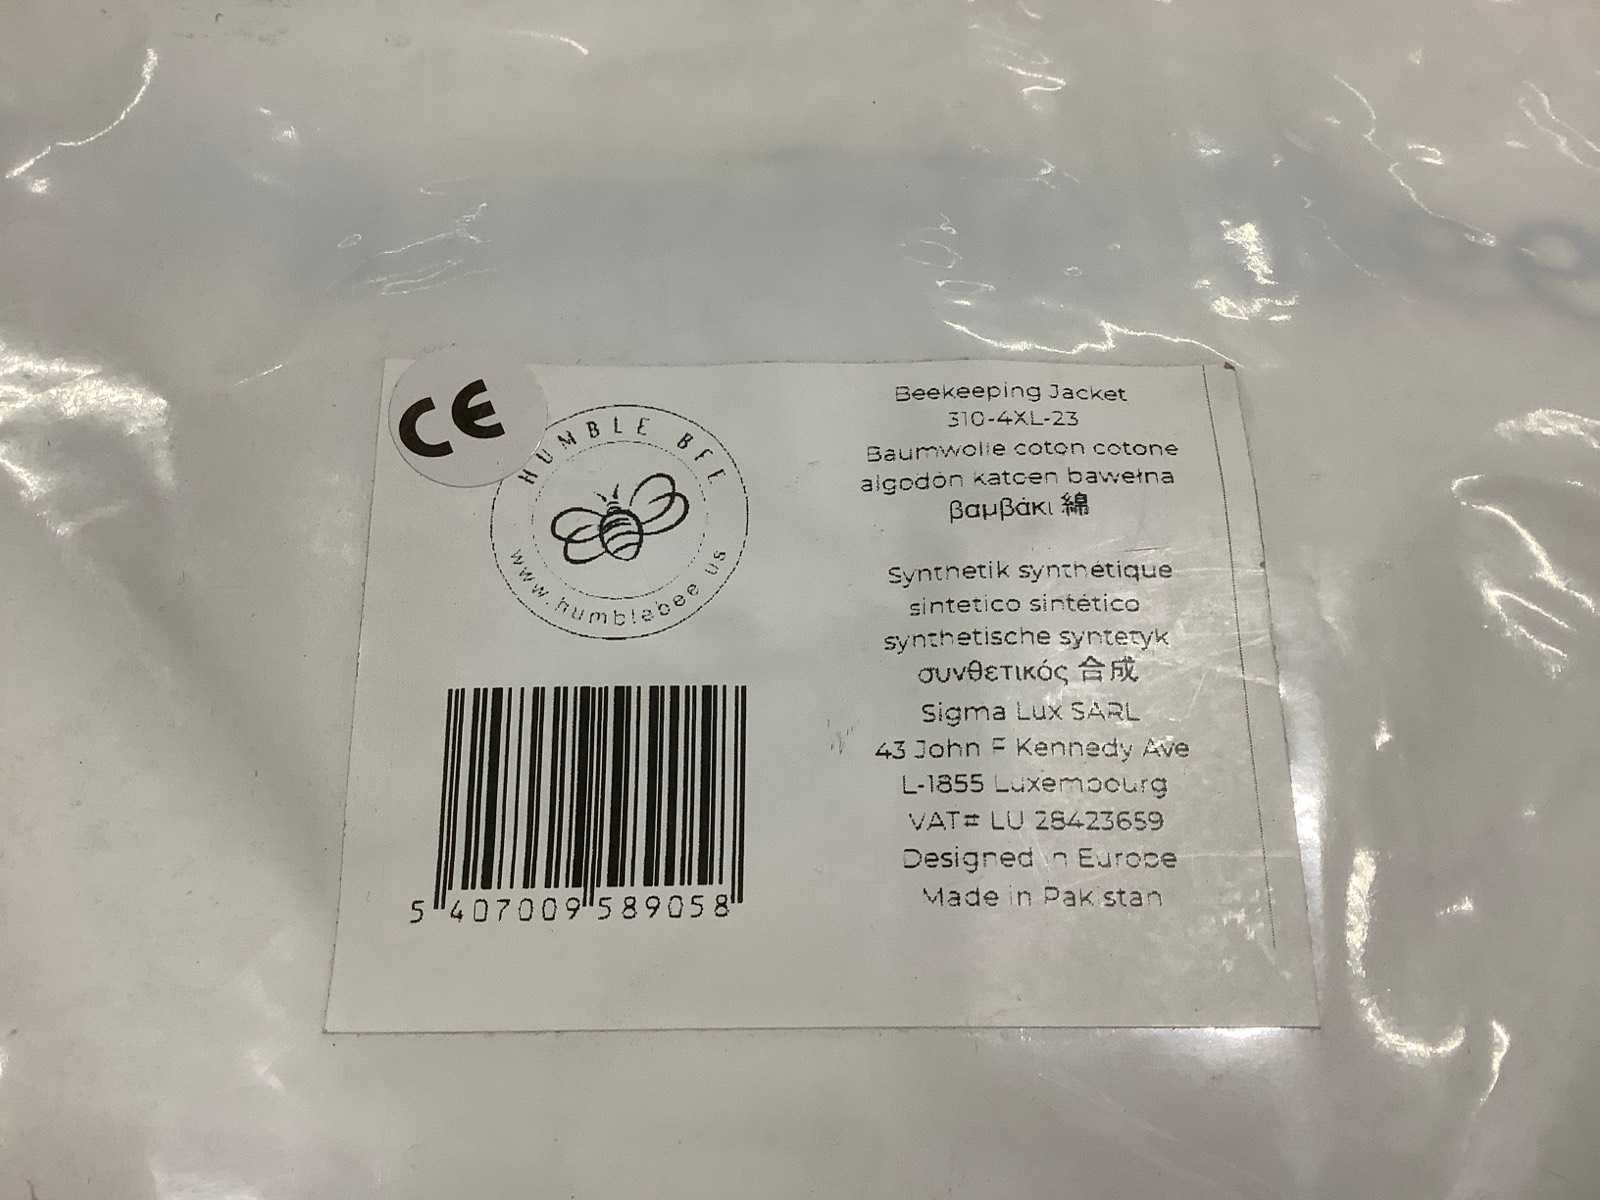 CE
HUMBLE BEE
www.humblebee.us
5 407009 589058
Beekeeping Jacket
310-4XL-23
Baumwolle coton cotone
algodón katoen bawełna
βαμβάκι 綿
Synthetik synthétique
sintetico sintético
synthetische syntetyk
συνθετικός 合成
Sigma Lux SARL
43 John F Kennedy Ave
L-1855 Luxembourg
VAT# LU 28423659
Designed in Europe
Made in Pakistan